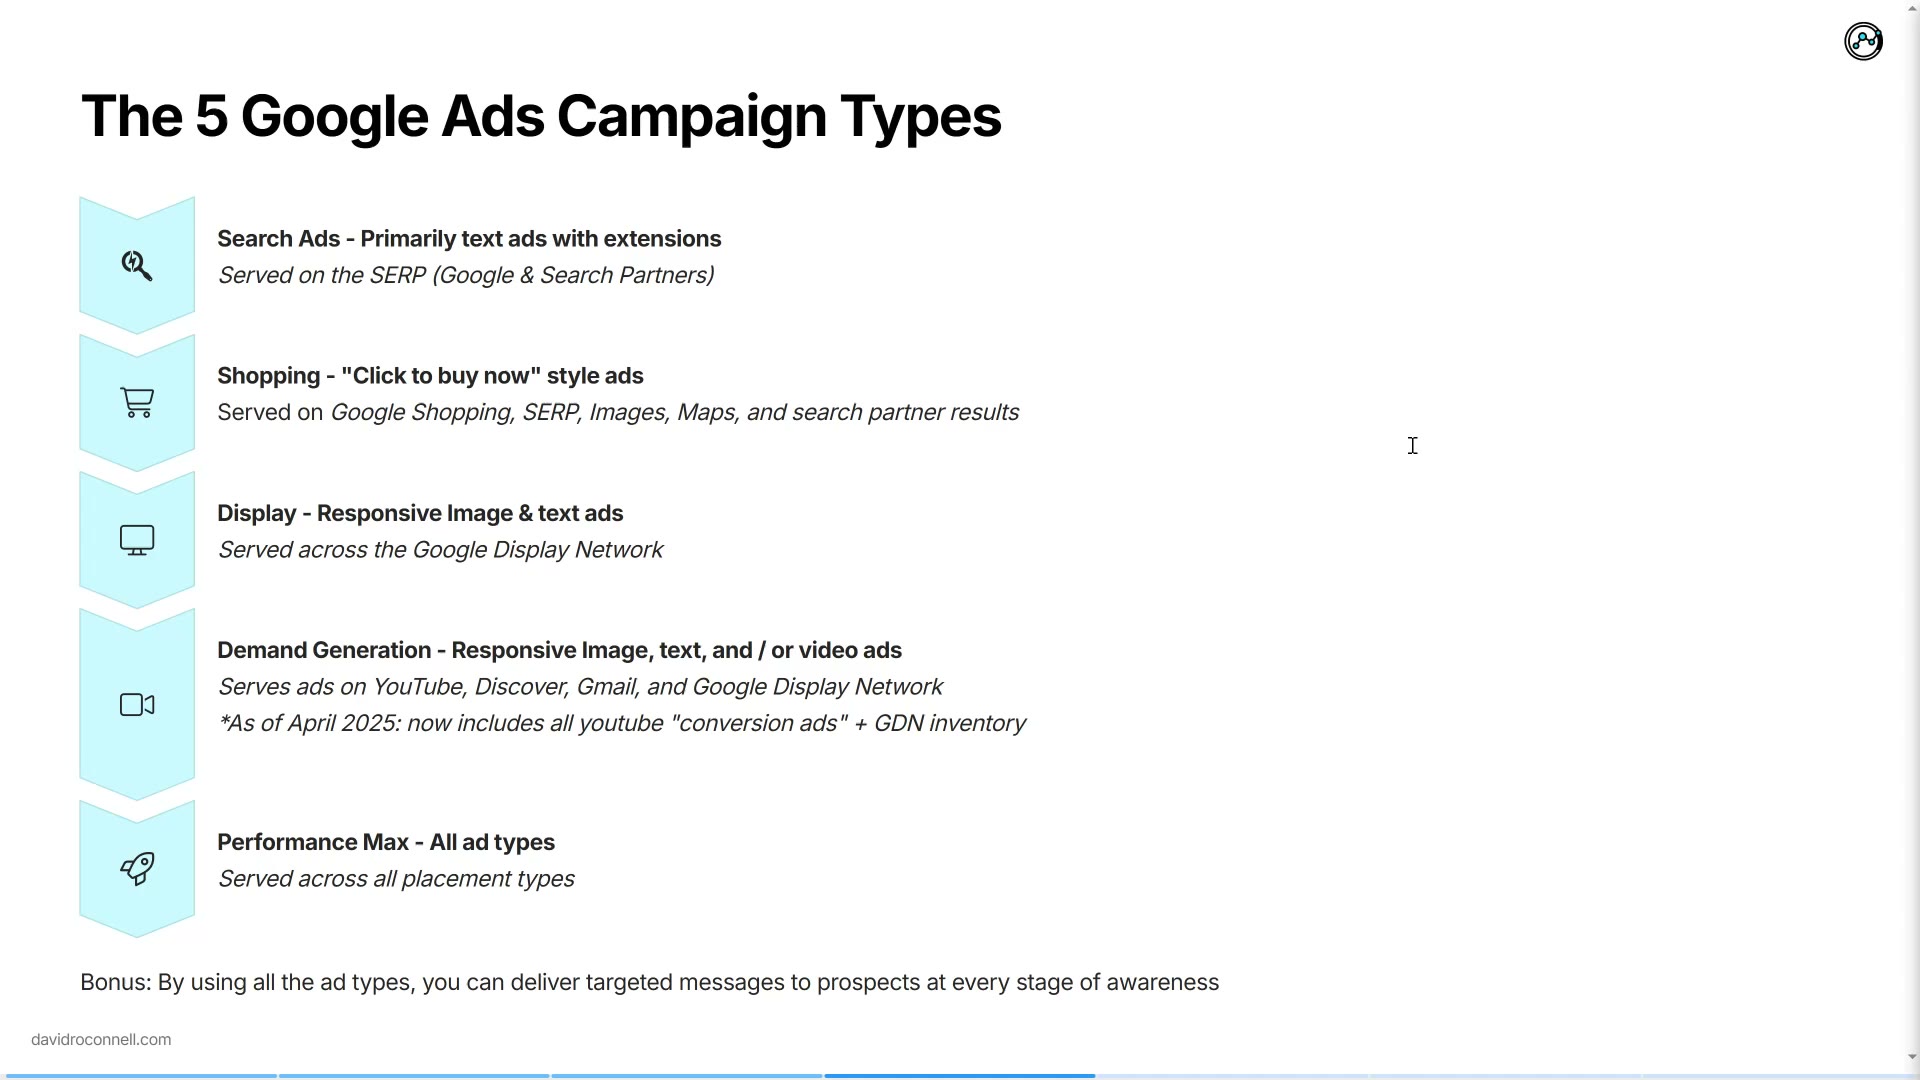 The 5 Google Ads Campaign Types
Search Ads - Primarily text ads with extensions
Served on the SERP (Google & Search Partners)
Shopping - "Click to buy now" style ads
Served on Google Shopping, SERP, Images, Maps, and search partner results
Display - Responsive Image & text ads
Served across the Google Display Network
Demand Generation - Responsive Image, text, and / or video ads
Serves ads on YouTube, Discover, Gmail, and Google Display Network
*As of April 2025: now includes all youtube "conversion ads" + GDN inventory
Performance Max - All ad types
Served across all placement types
Bonus: By using all the ad types, you can deliver targeted messages to prospects at every stage of awareness
davidroconnell.com